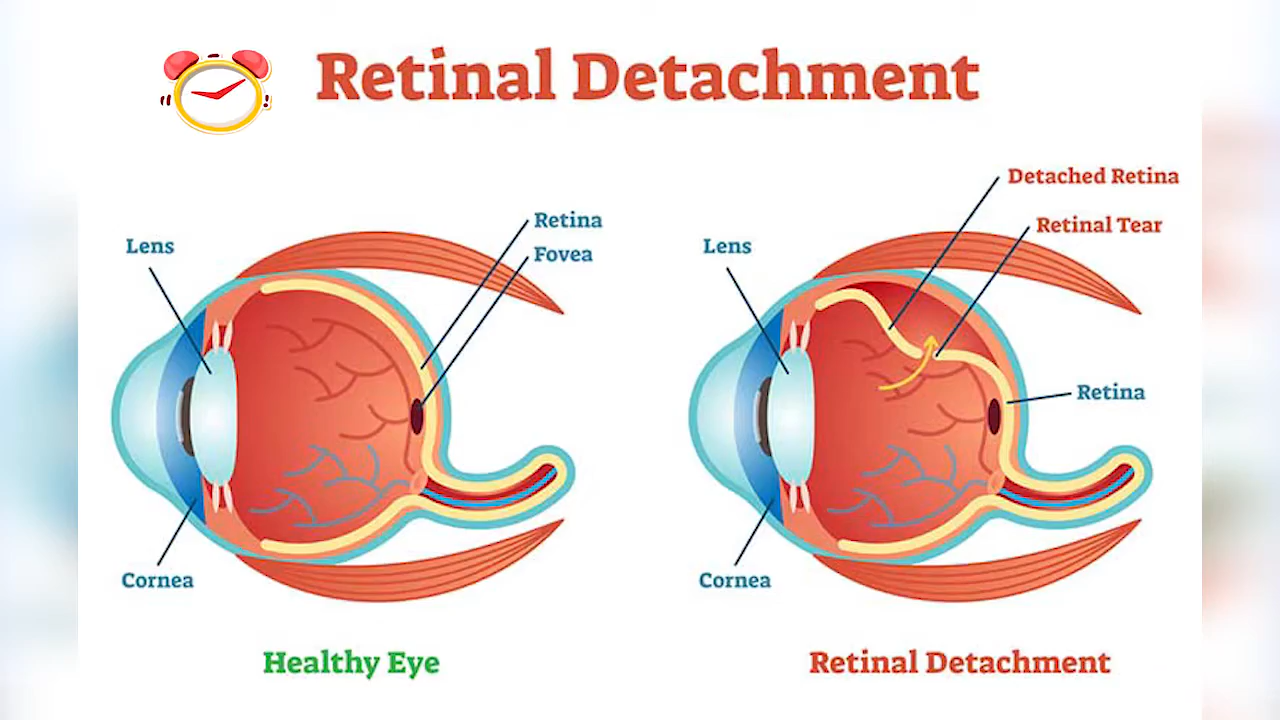 Retinal Detachment
Lens
Retina
Fovea
Cornea
Healthy Eye
Detached Retina
Retinal Tear
Lens
Retina
Cornea
Retinal Detachment